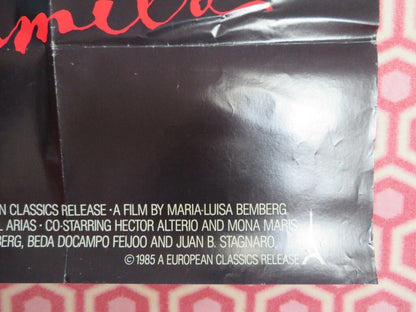 N CLASSICS RELEASE · A FILM BY MARIA-LUISA BEMBERG
ARIAS · CO-STARRING HECTOR ALTERIO AND MONA MARIS
BERG, BEDA DOCAMPO FEIJOO and JUAN B. STAGNARO
© 1985 A EUROPEAN CLASSICS RELEASE